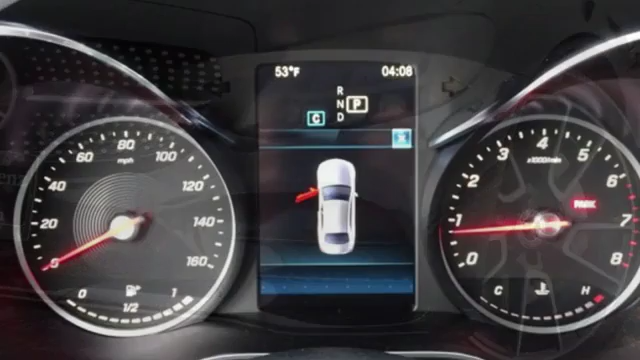 53°F 04:08
R
N P
D
C
80
60 100
mph
40 120
20 140
0 160
0 1/2 1
4
3 5
x1000/min
2 6
PARK
1 7
0 8
C H